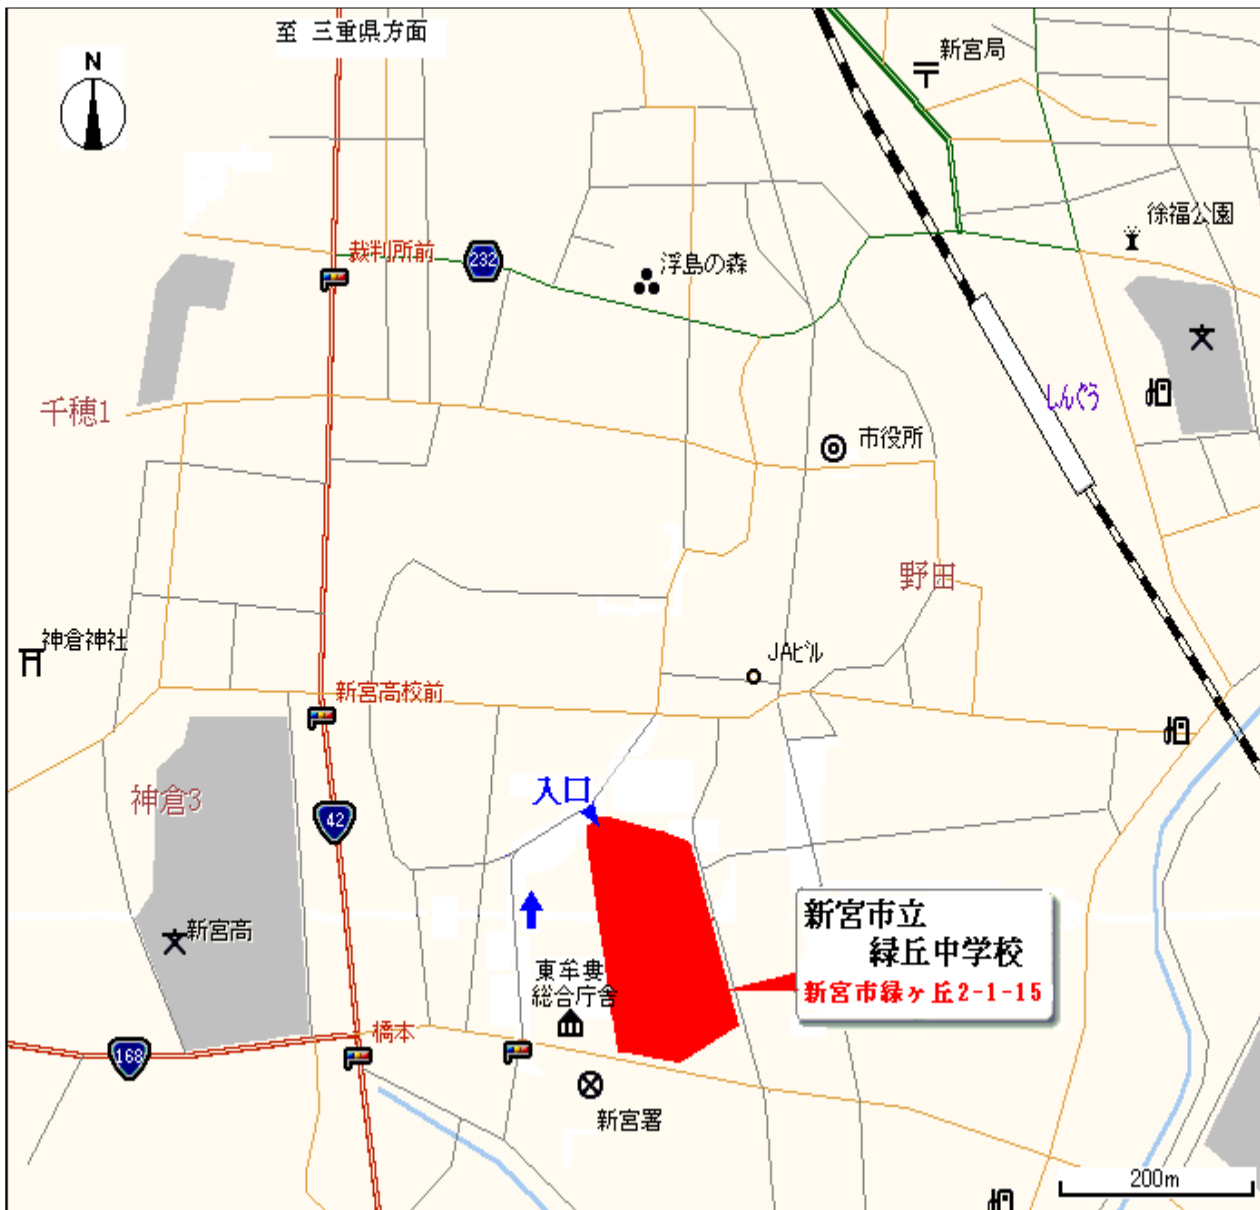 至 三重県方面
新宮局
N
徐福公園
裁判所前
232
浮島の森
しんぐう
千穂1
市役所
野田
神倉神社
JAビル
新宮高校前
神倉3
入口
42
新宮市立
緑丘中学校
新宮市緑ヶ丘2-1-15
新宮高
東牟婁
総合庁舎
橋本
168
新宮署
200m